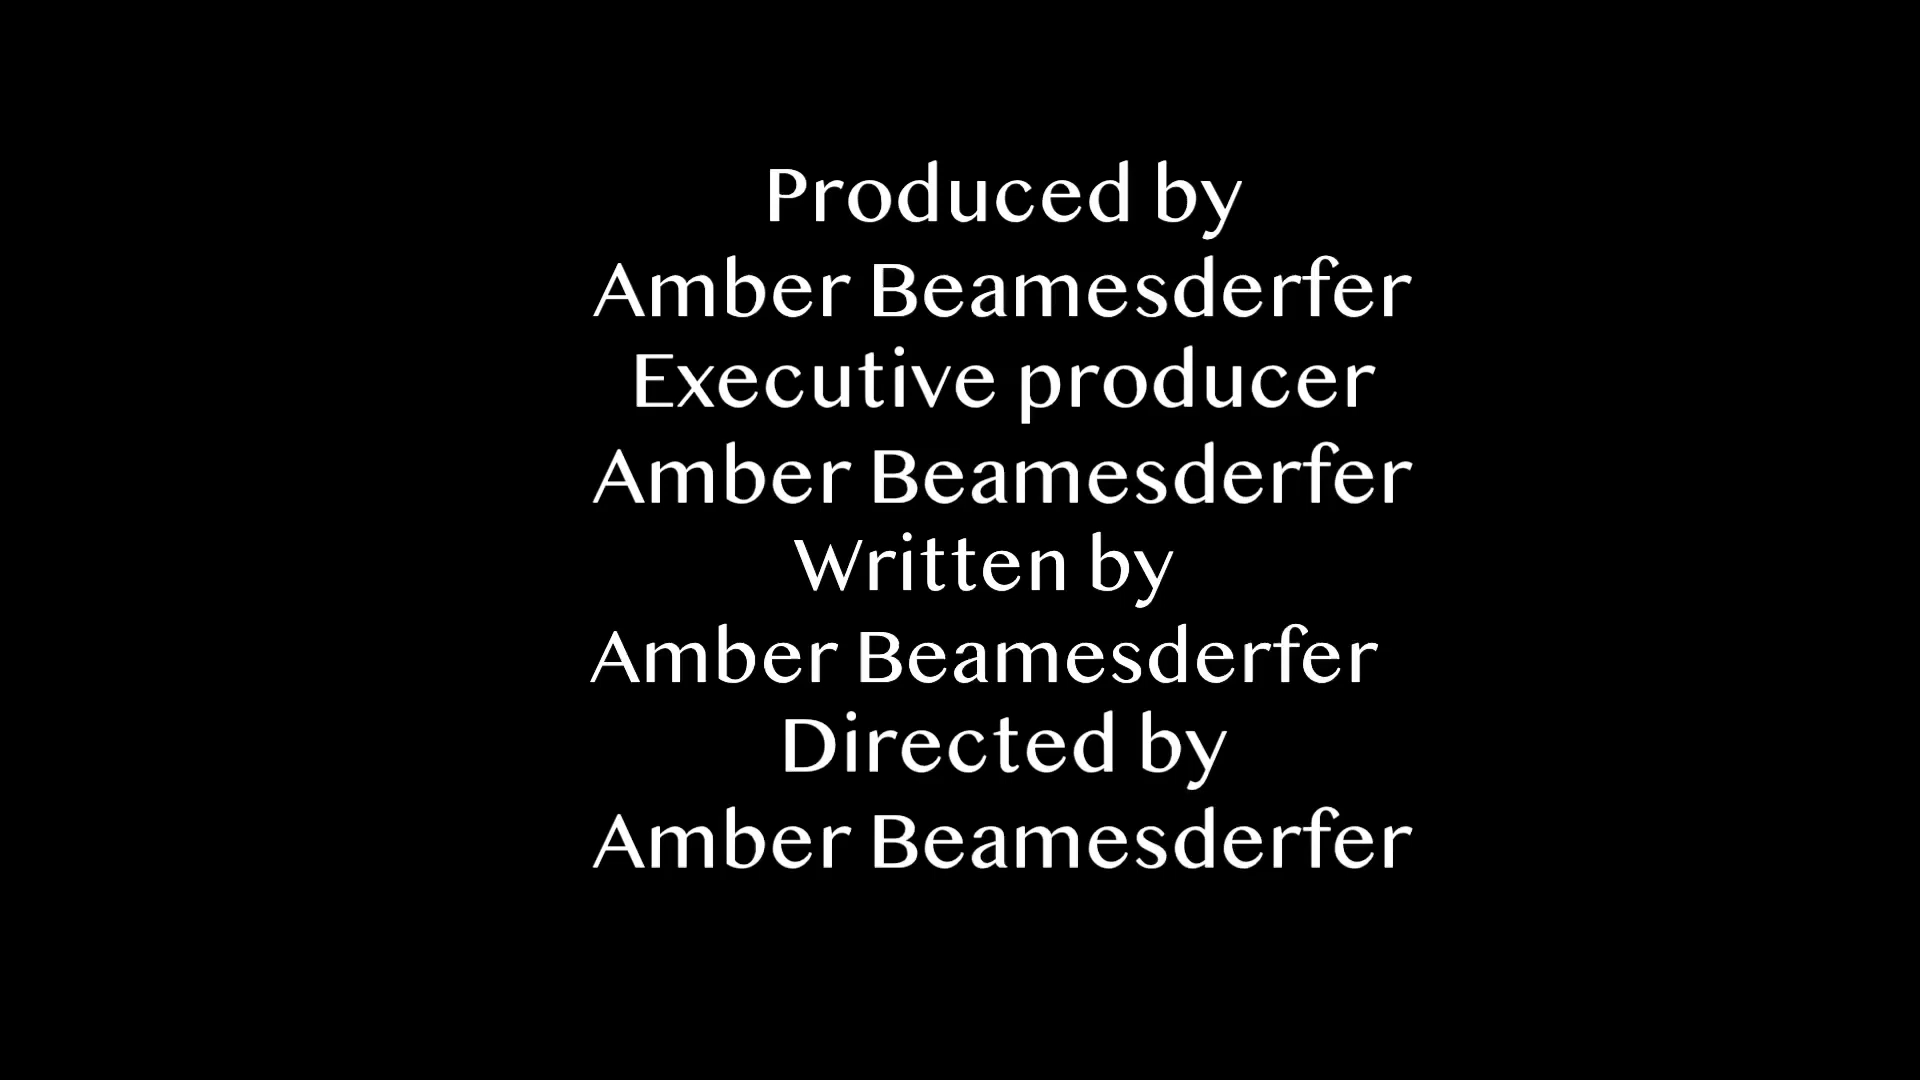 Produced by
Amber Beamesderfer
Executive producer
Amber Beamesderfer
Written by
Amber Beamesderfer
Directed by
Amber Beamesderfer